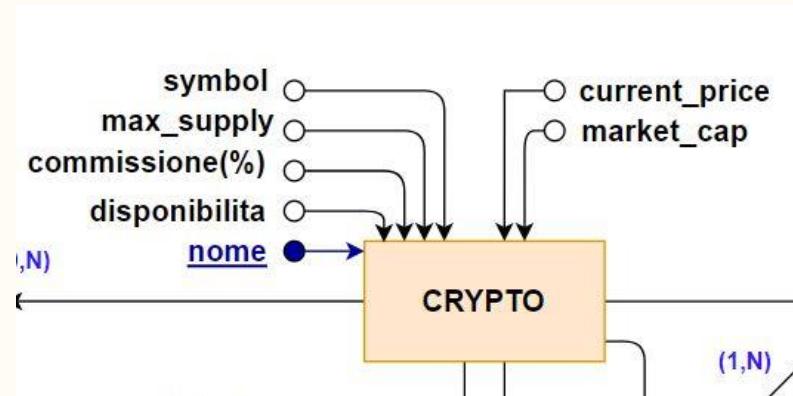 symbol
max_supply
commissione(%)
disponibilita
nome
current_price
market_cap
,N)
CRYPTO
(1,N)